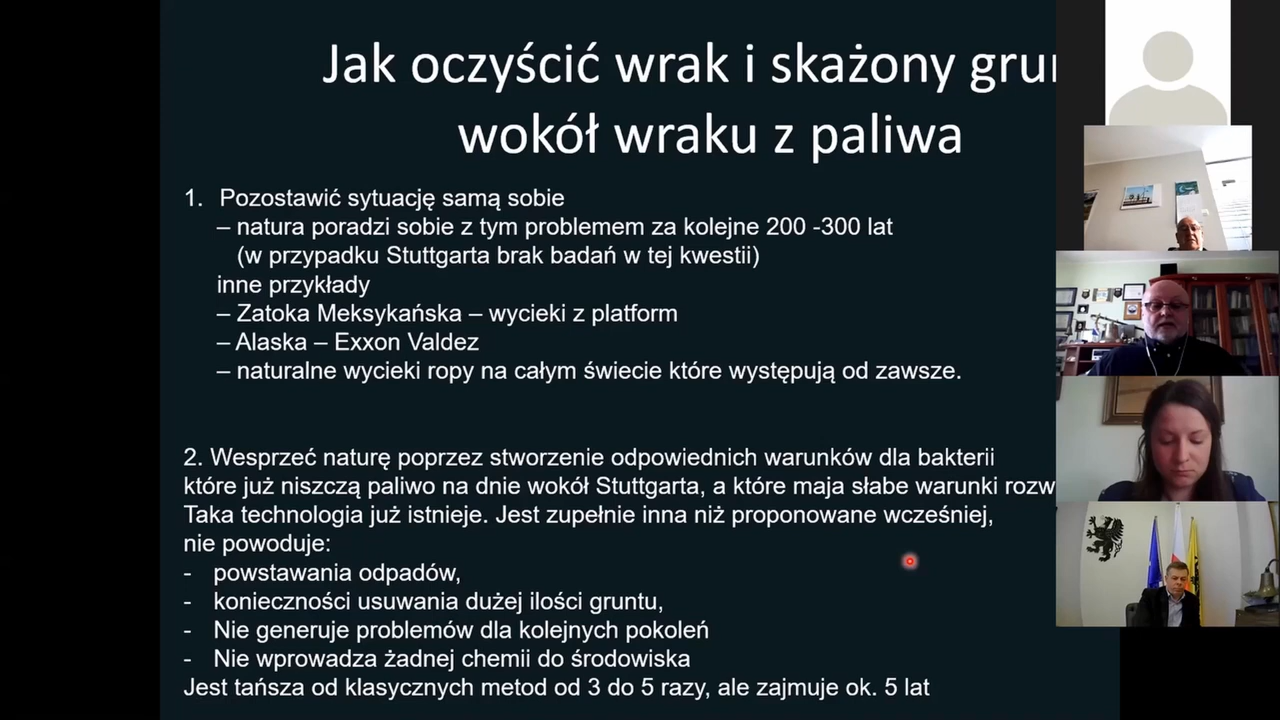 Jak oczyścić wrak i skażony
wokół wraku z paliwa
1. Pozostawić sytuację samą sobie
– natura poradzi sobie z tym problemem za kolejne 200 -300 lat
(w przypadku Stuttgarta brak badań w tej kwestii)
inne przykłady
– Zatoka Meksykańska – wycieki z platform
– Alaska – Exxon Valdez
– naturalne wycieki ropy na całym świecie które występują od zawsze.
2. Wesprzeć naturę poprzez stworzenie odpowiednich warunków dla bakterii
które już niszczą paliwo na dnie wokół Stuttgarta, a które maja słabe warunki
Taka technologia już istnieje. Jest zupełnie inna niż proponowane wcześniej,
nie powoduje:
- powstawania odpadów,
- konieczności usuwania dużej ilości gruntu,
- Nie generuje problemów dla kolejnych pokoleń
- Nie wprowadza żadnej chemii do środowiska
Jest tańsza od klasycznych metod od 3 do 5 razy, ale zajmuje ok. 5 lat